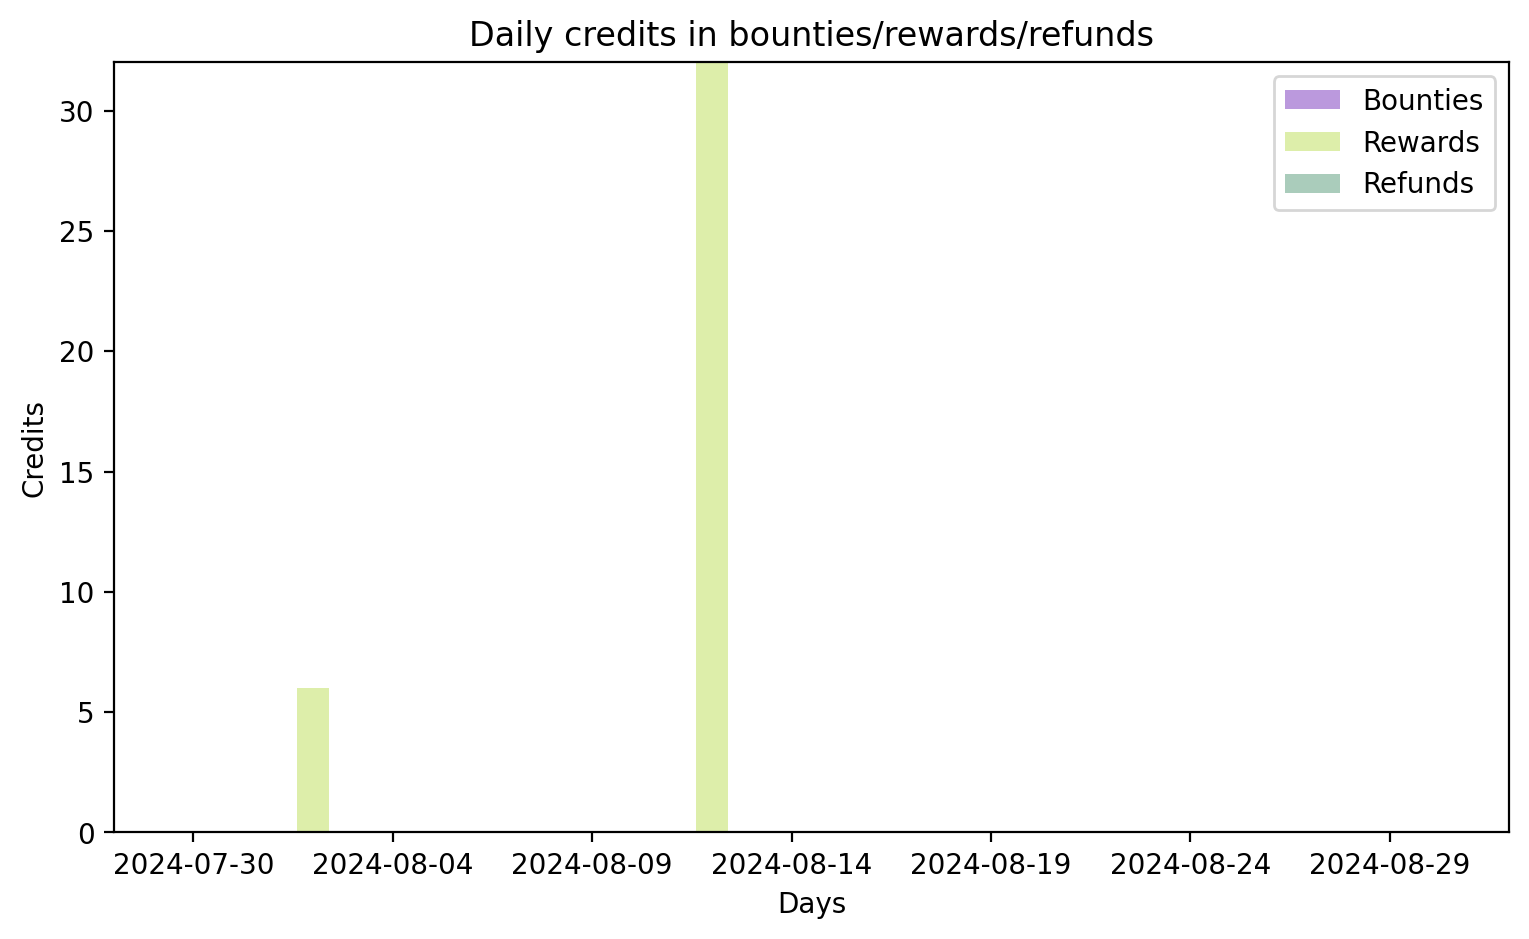 Daily credits in bounties/rewards/refunds
Bounties
Rewards
Refunds
30
25
20
15
10
5
0
Credits
2024-07-30 2024-08-04 2024-08-09 2024-08-14 2024-08-19 2024-08-24 2024-08-29
Days